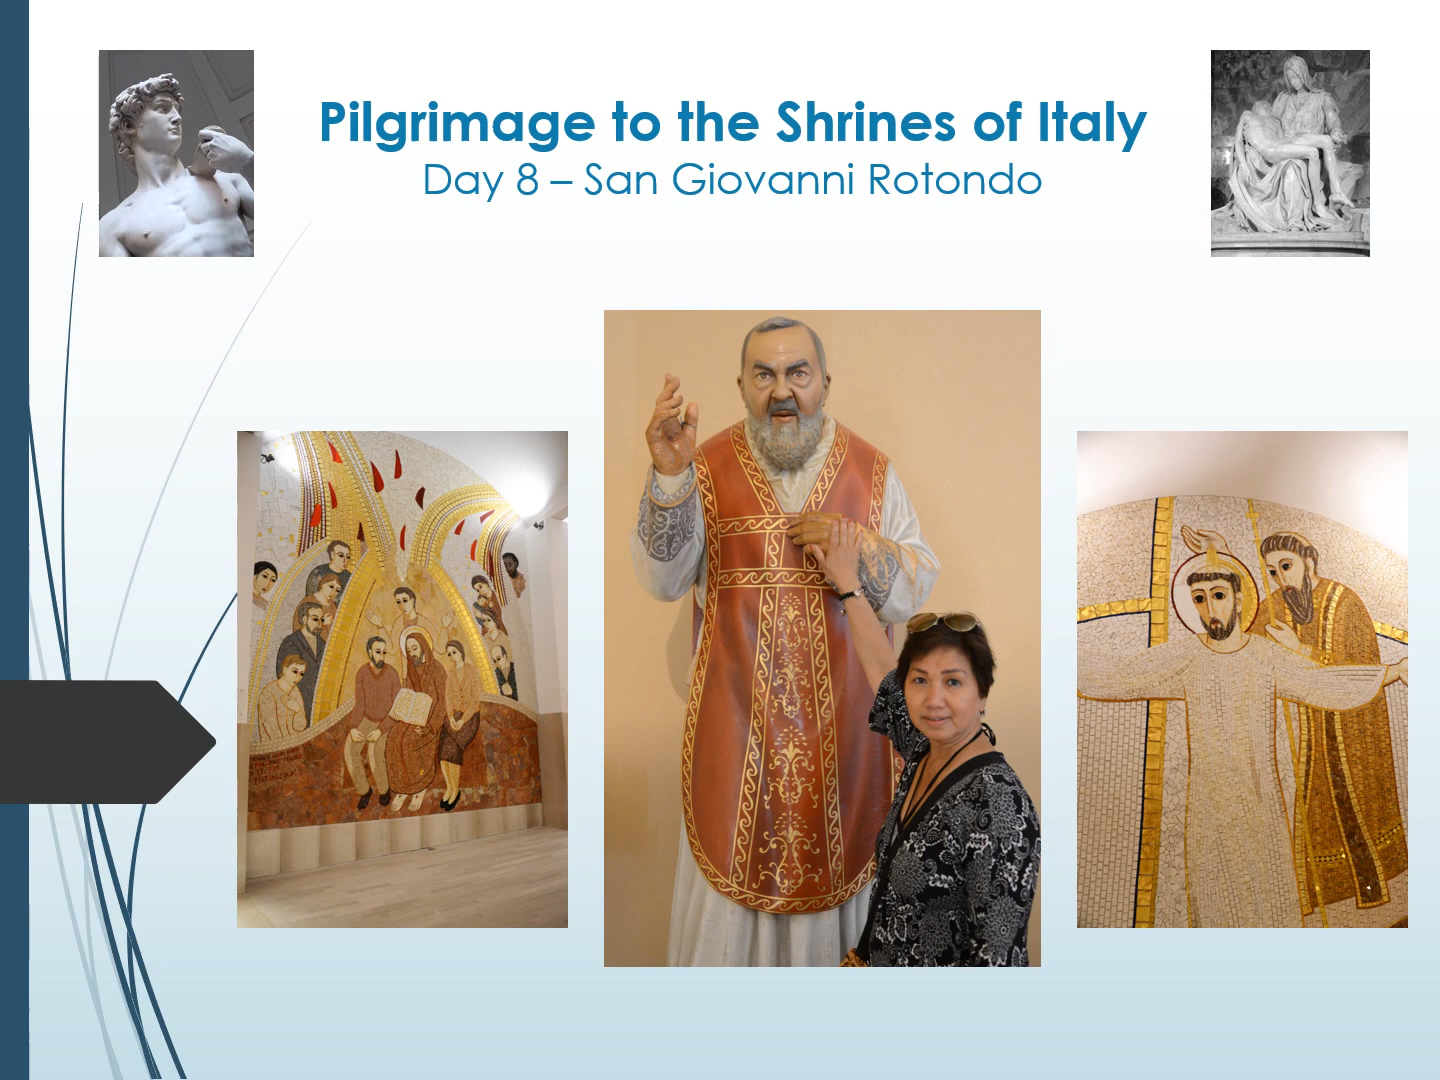 Pilgrimage to the Shrines of Italy
Day 8 – San Giovanni Rotondo